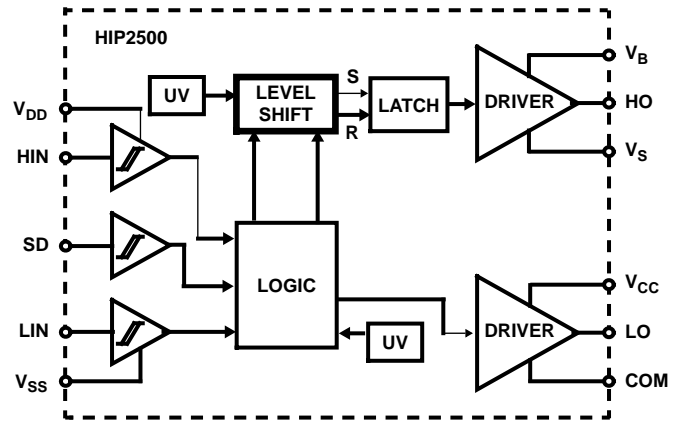 HIP2500
V_B
S
UV
LEVEL
SHIFT
LATCH
DRIVER
HO
V_DD
R
HIN
V_S
SD
LOGIC
V_CC
LIN
DRIVER
LO
UV
V_SS
COM